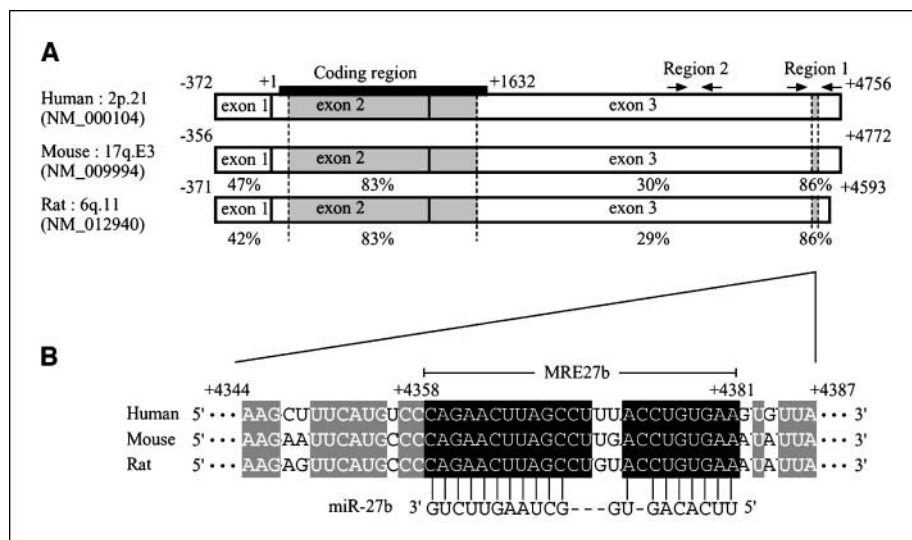 A
Coding region
-372 +1 +1632 Region 2 Region 1 +4756
Human : 2p.21 exon 1 exon 2 exon 3
(NM_000104)
-356 +4772
Mouse : 17q.E3 exon 1 exon 2 exon 3
(NM_009994)
47% 83% 30% 86%
-371 +4593
Rat : 6q.11 exon 1 exon 2 exon 3
(NM_012940)
42% 83% 29% 86%
B
MRE27b
+4344 +4358 +4381 +4387
Human 5' ··· AAGCUUUUCAUGUCCCAGAACUUAGCCUUUACCUGUGAAGUGUUA ··· 3'
Mouse 5' ··· AAGAAUUUCAUGCCCCAGAACUUAGCCUUGACCUGUGAAAUAUUA ··· 3'
Rat 5' ··· AAGAGUUUCAUGCCCCAGAACUUAGCCUGUACCUGUGAAAUAUUA ··· 3'
miR-27b 3' GUCUUGAAUCG---GU-GACACUU 5'